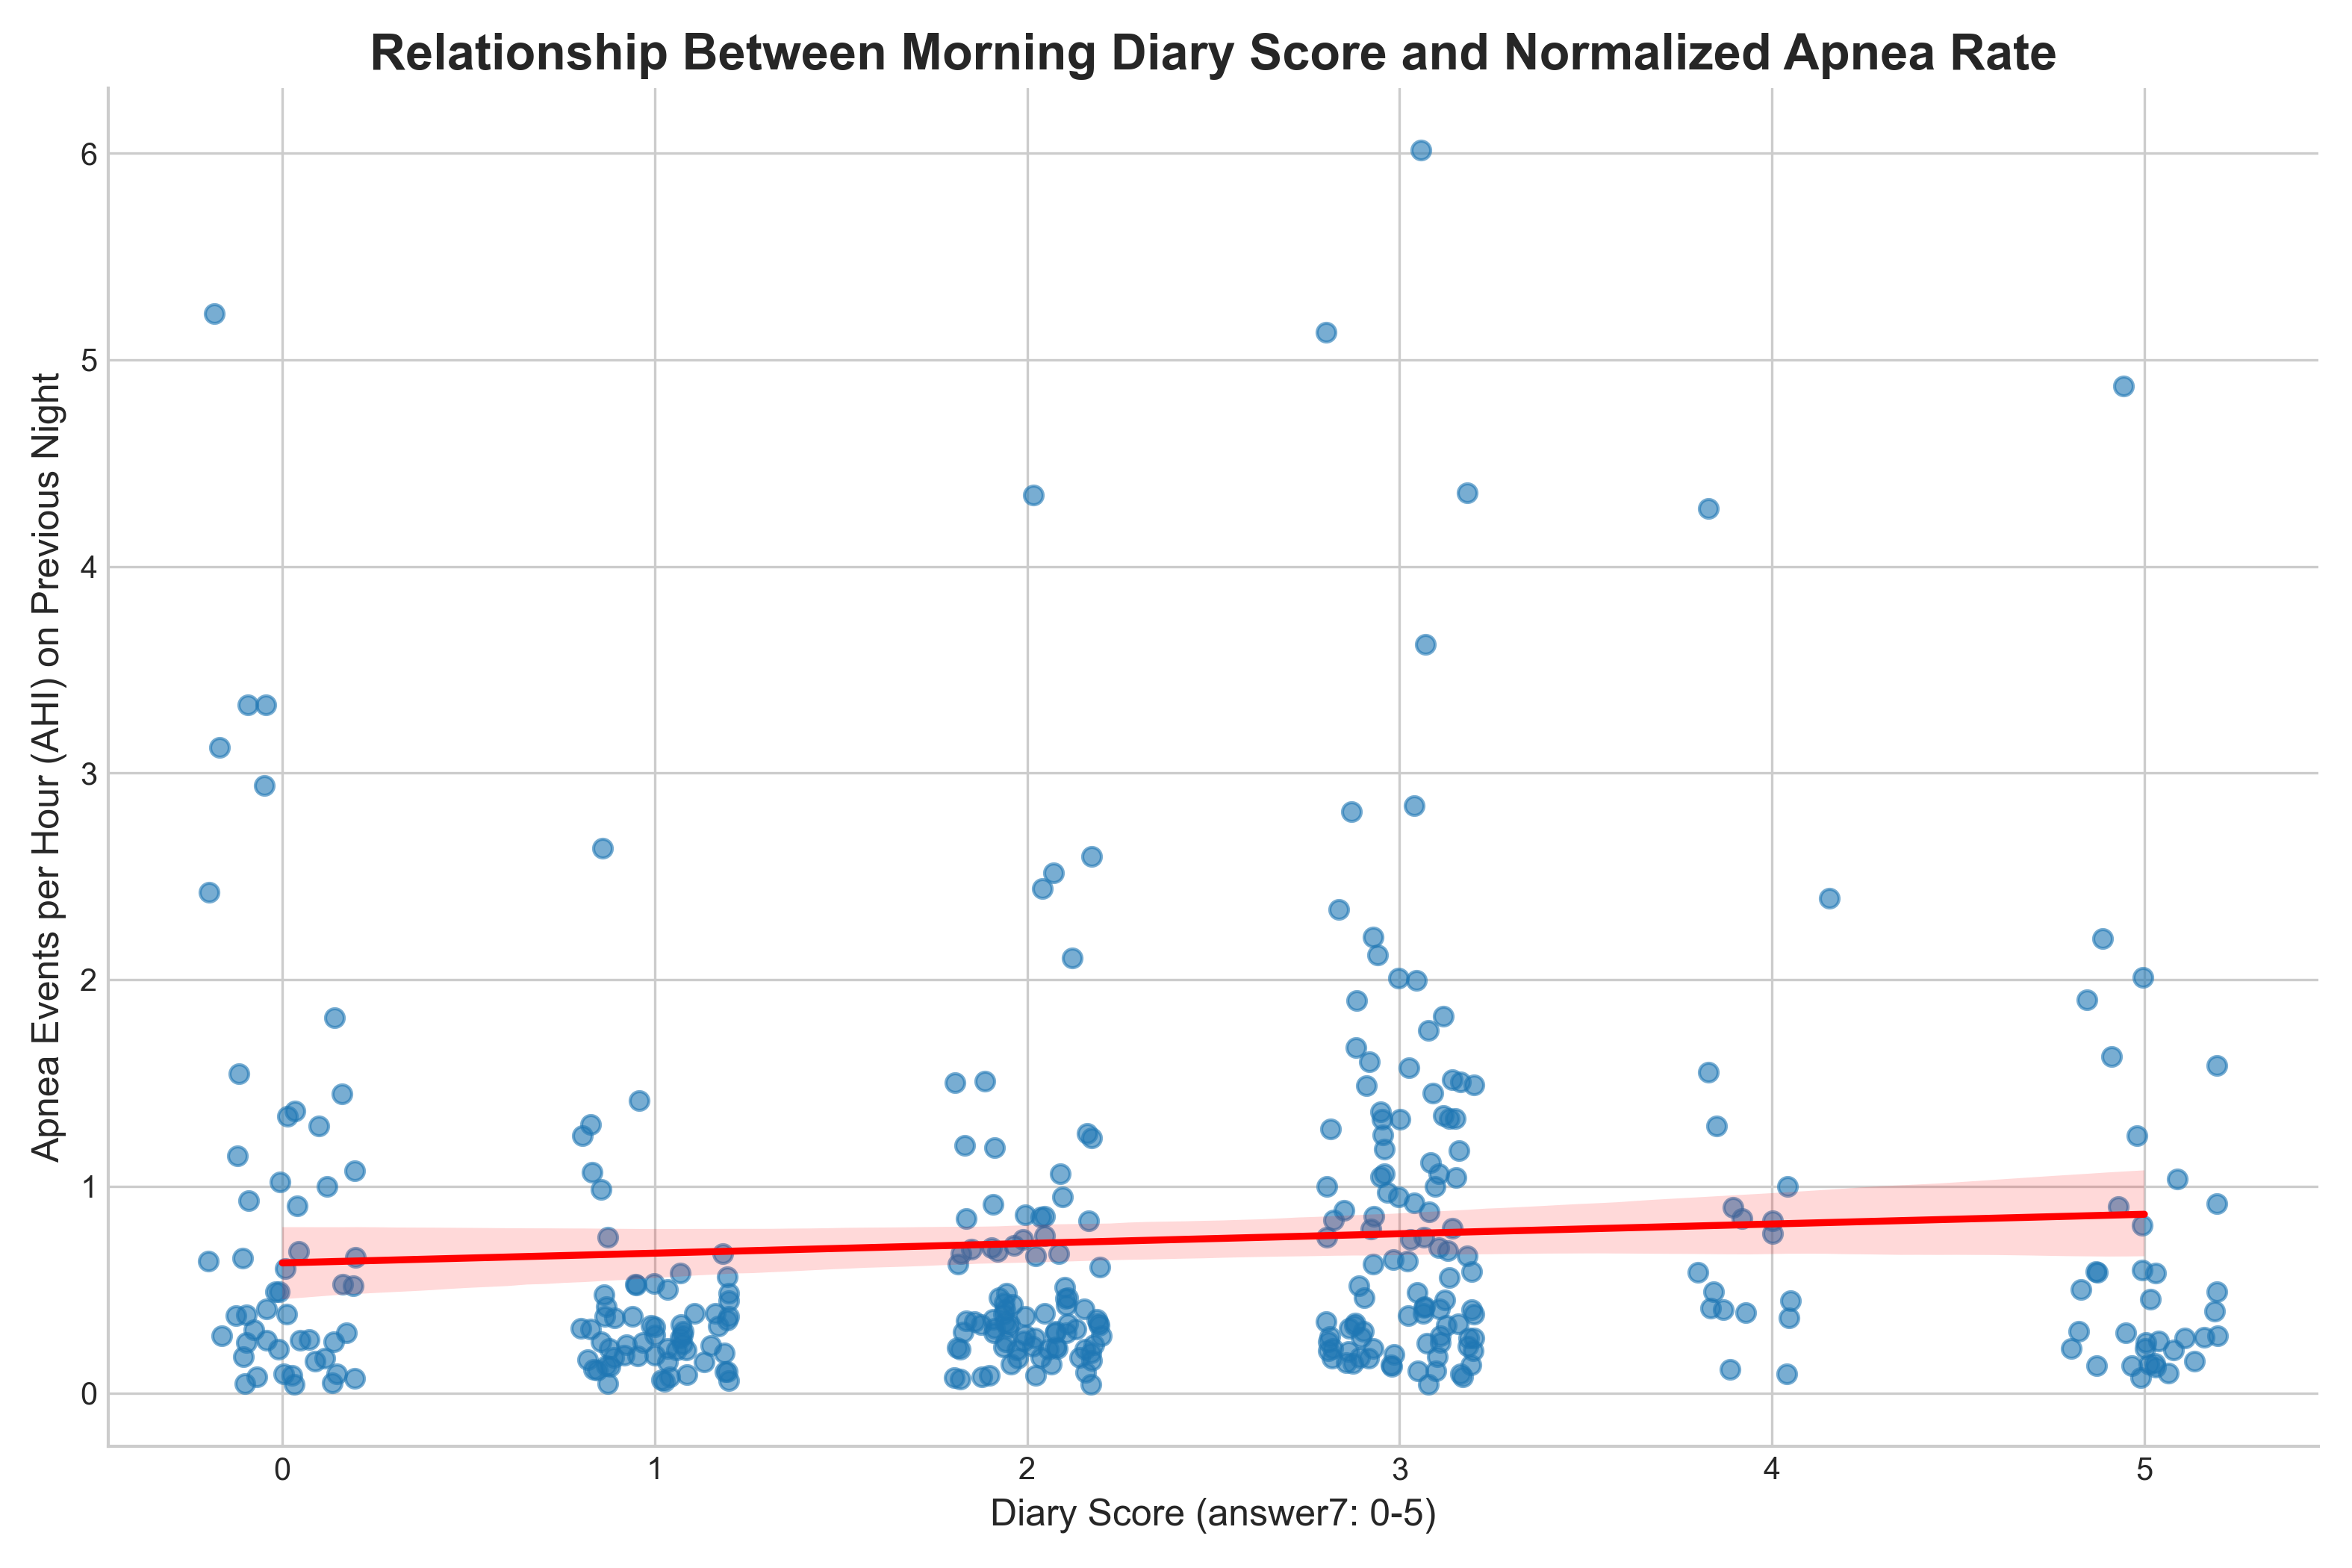 Relationship Between Morning Diary Score and Normalized Apnea Rate
Apnea Events per Hour (AHI) on Previous Night
6
5
4
3
2
1
0
0 1 2 3 4 5
Diary Score (answer7: 0-5)